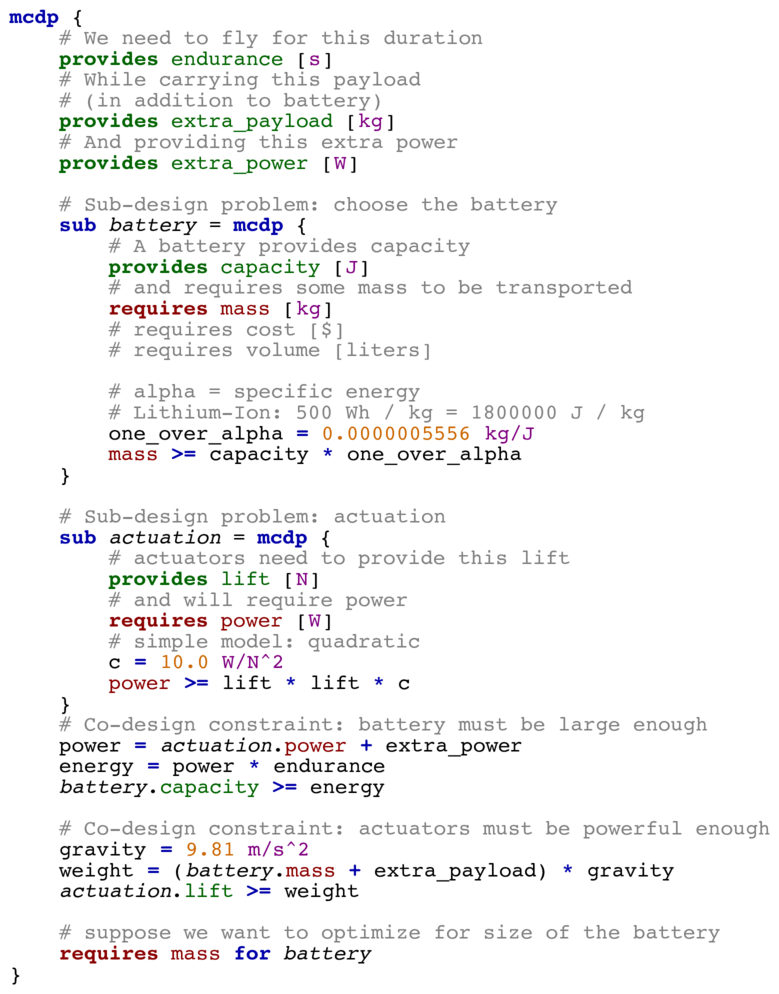 mcdp {
    # We need to fly for this duration
    provides endurance [s]
    # While carrying this payload
    # (in addition to battery)
    provides extra_payload [kg]
    # And providing this extra power
    provides extra_power [W]

    # Sub-design problem: choose the battery
    sub battery = mcdp {
        # A battery provides capacity
        provides capacity [J]
        # and requires some mass to be transported
        requires mass [kg]
        # requires cost [$]
        # requires volume [liters]

        # alpha = specific energy
        # Lithium-Ion: 500 Wh / kg = 1800000 J / kg
        one_over_alpha = 0.0000005556 kg/J
        mass >= capacity * one_over_alpha
    }

    # Sub-design problem: actuation
    sub actuation = mcdp {
        # actuators need to provide this lift
        provides lift [N]
        # and will require power
        requires power [W]
        # simple model: quadratic
        c = 10.0 W/N^2
        power >= lift * lift * c
    }
    # Co-design constraint: battery must be large enough
    power = actuation.power + extra_power
    energy = power * endurance
    battery.capacity >= energy

    # Co-design constraint: actuators must be powerful enough
    gravity = 9.81 m/s^2
    weight = (battery.mass + extra_payload) * gravity
    actuation.lift >= weight

    # suppose we want to optimize for size of the battery
    requires mass for battery
}